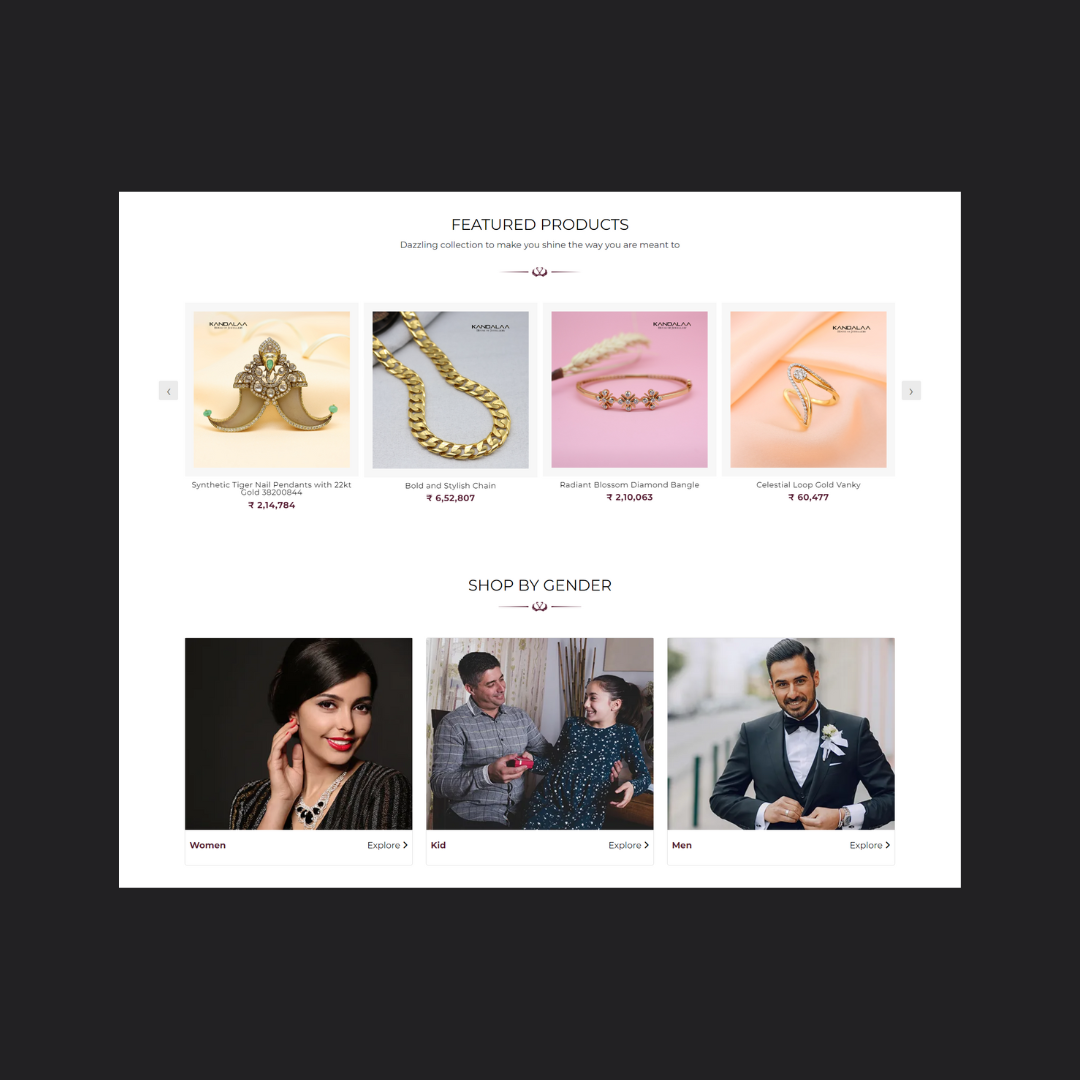 FEATURED PRODUCTS
Dazzling collection to make you shine the way you are meant to
KANDALAA
KANDALAA
KANDALAA
KANDALAA
Synthetic Tiger Nail Pendants with 22kt
Gold 38200844
₹ 2,14,784
Bold and Stylish Chain
₹ 6,52,807
Radiant Blossom Diamond Bangle
₹ 2,10,063
Celestial Loop Gold Vanky
₹ 60,477
SHOP BY GENDER
Women
Explore
Kid
Explore
Men
Explore